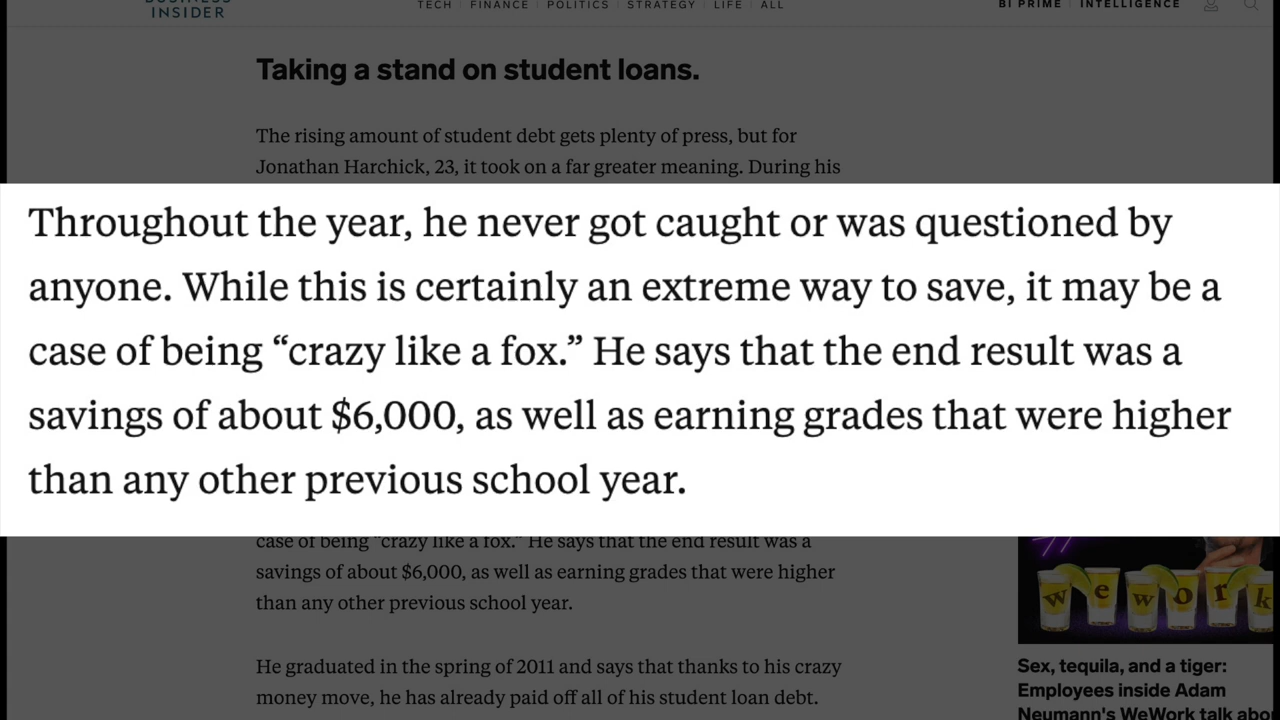 BUSINESS
INSIDER
TECH | FINANCE | POLITICS | STRATEGY | LIFE | ALL
BI PRIME | INTELLIGENCE
Taking a stand on student loans.
The rising amount of student debt gets plenty of press, but for
Jonathan Harchick, 23, it took on a far greater meaning. During his
Throughout the year, he never got caught or was questioned by
anyone. While this is certainly an extreme way to save, it may be a
case of being “crazy like a fox.” He says that the end result was a
savings of about $6,000, as well as earning grades that were higher
than any other previous school year.
case of being “crazy like a fox.” He says that the end result was a
savings of about $6,000, as well as earning grades that were higher
than any other previous school year.
He graduated in the spring of 2011 and says that thanks to his crazy
money move, he has already paid off all of his student loan debt.
w e w o r k
Sex, tequila, and a tiger:
Employees inside Adam
Neumann's WeWork talk abou